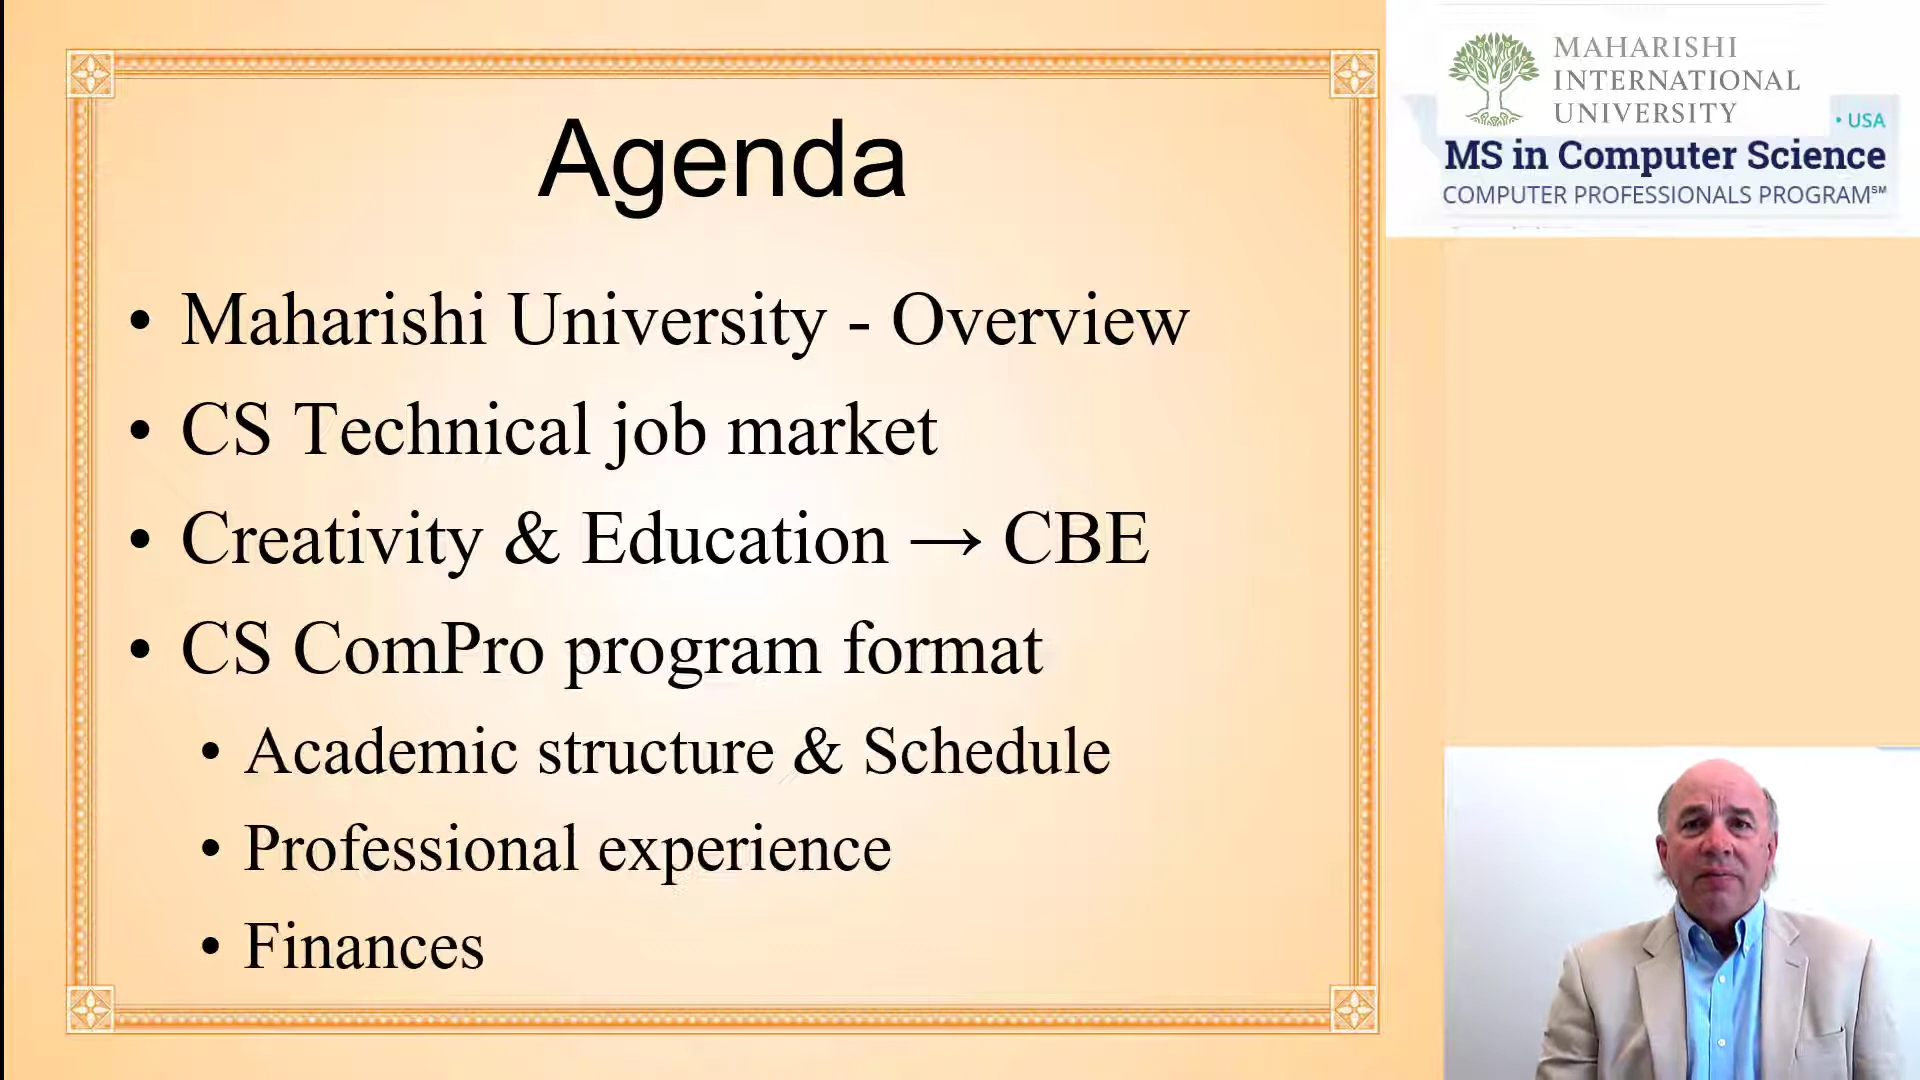 Agenda
• Maharishi University - Overview
• CS Technical job market
• Creativity & Education → CBE
• CS ComPro program format
• Academic structure & Schedule
• Professional experience
• Finances
MAHARISHI
INTERNATIONAL
UNIVERSITY
• USA
MS in Computer Science
COMPUTER PROFESSIONALS PROGRAM℠